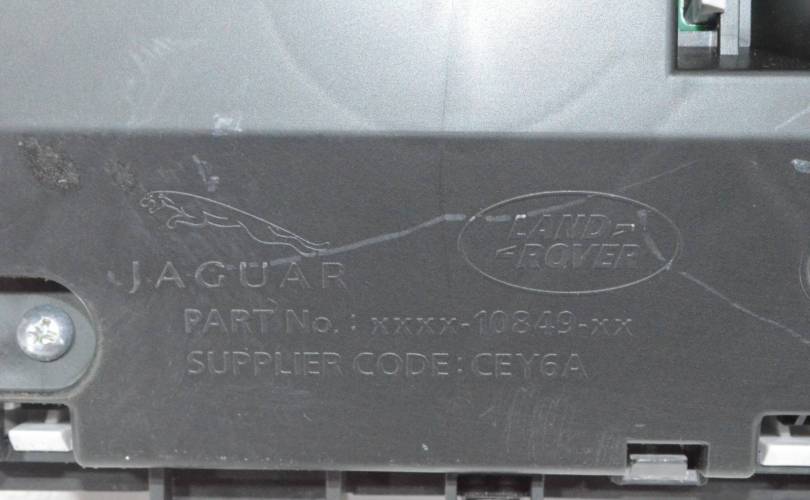 JAGUAR
LAND
ROVER
PART No.: xxxx-10849-xx
SUPPLIER CODE: CEY6A